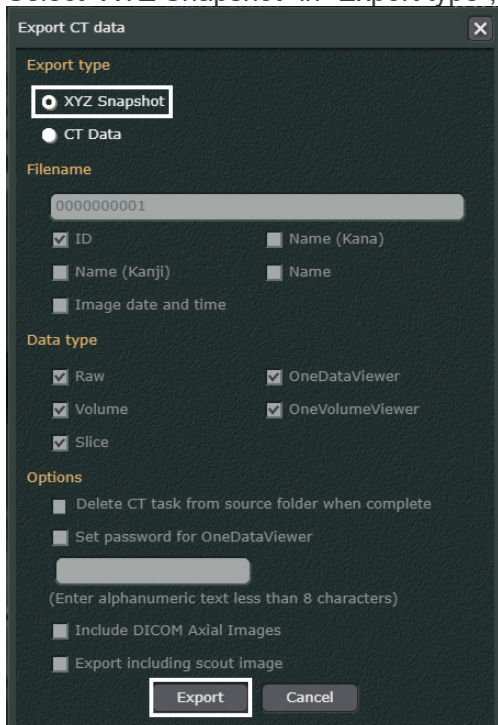 Export CT data
Export type
XYZ Snapshot
CT Data
Filename
0000000001
ID
Name (Kana)
Name (Kanji)
Name
Image date and time
Data type
Raw
OneDataViewer
Volume
OneVolumeViewer
Slice
Options
Delete CT task from source folder when complete
Set password for OneDataViewer
(Enter alphanumeric text less than 8 characters)
Include DICOM Axial Images
Export including scout image
Export
Cancel